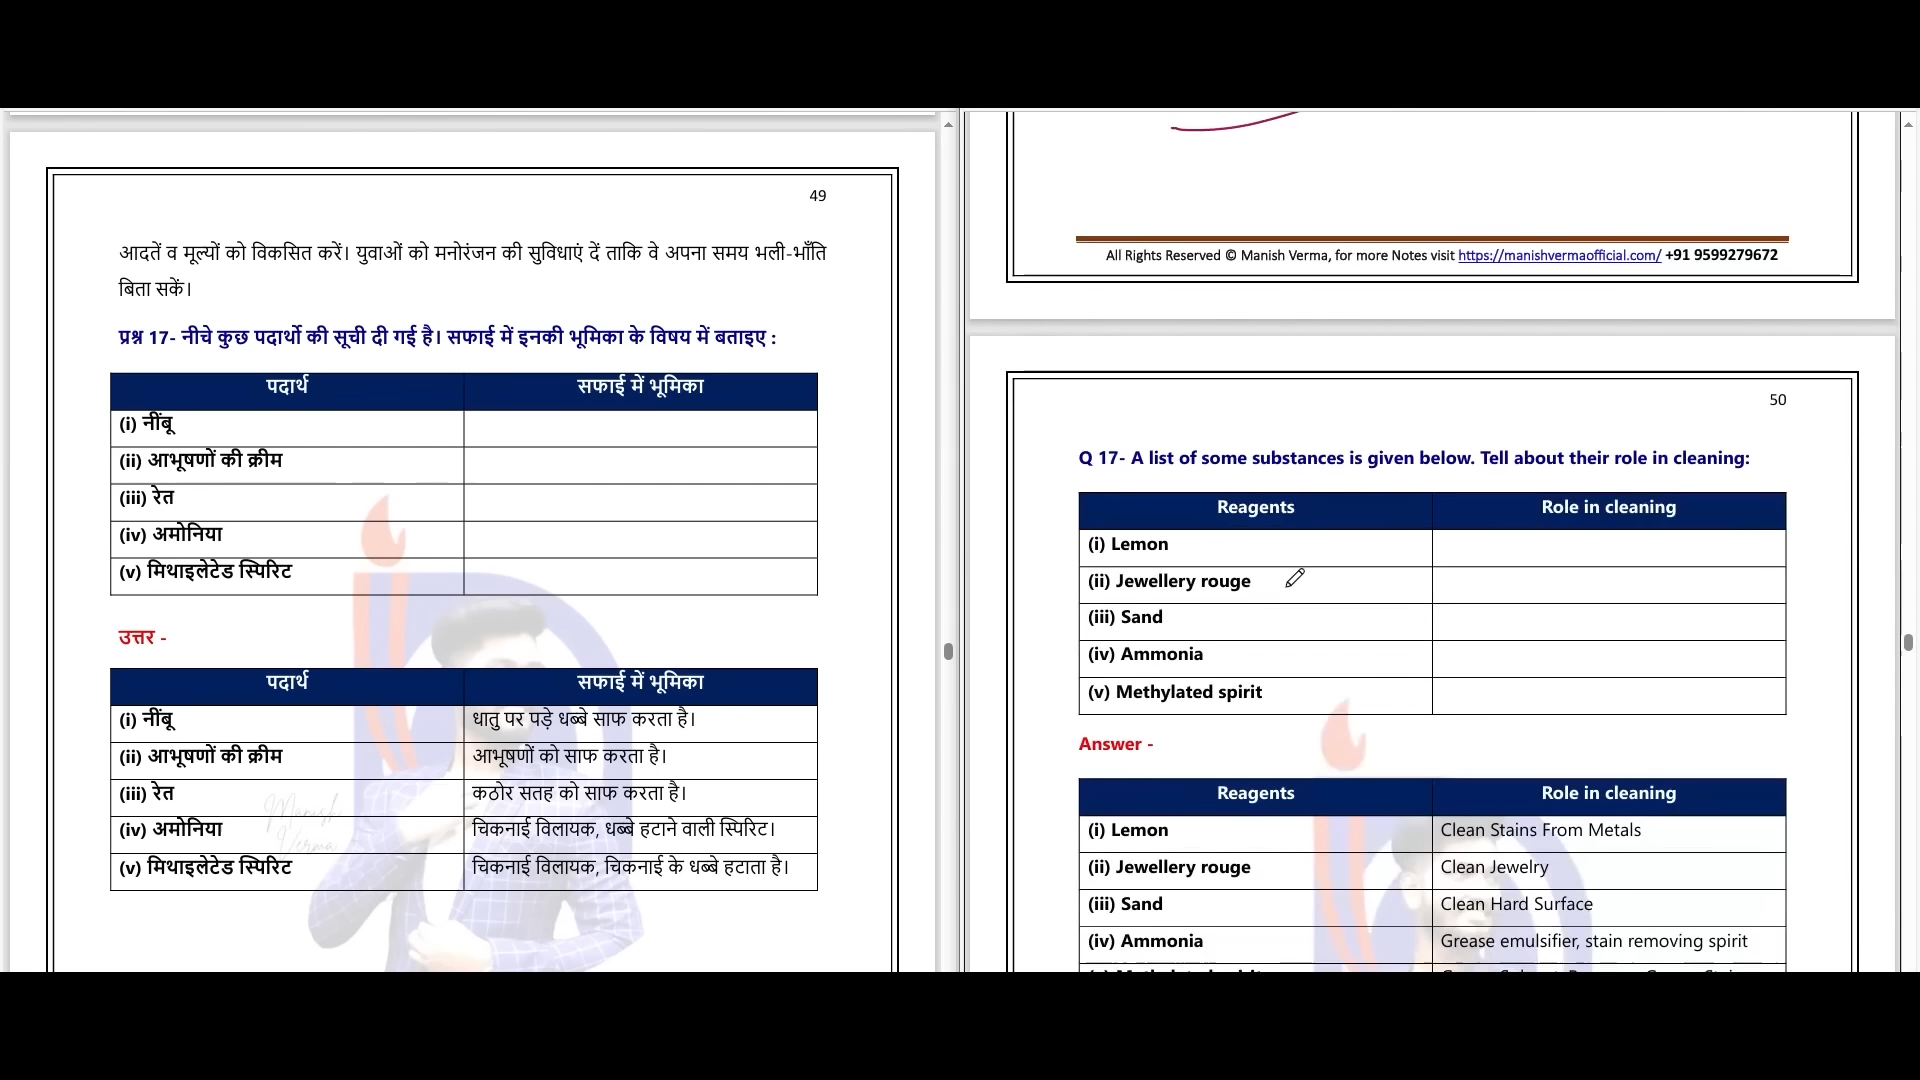 49
आदतें व मूल्यों को विकसित करें। युवाओं को मनोरंजन की सुविधाएं दें ताकि वे अपना समय भली-भाँति
बिता सकें।
प्रश्न 17- नीचे कुछ पदार्थो की सूची दी गई है। सफाई में इनकी भूमिका के विषय में बताइए :
पदार्थ सफाई में भूमिका
(i) नींबू
(ii) आभूषणों की क्रीम
(iii) रेत
(iv) अमोनिया
(v) मिथाइलेटेड स्पिरिट
उत्तर -
पदार्थ सफाई में भूमिका
(i) नींबू धातु पर पड़े धब्बे साफ करता है।
(ii) आभूषणों की क्रीम आभूषणों को साफ करता है।
(iii) रेत कठोर सतह को साफ करता है।
(iv) अमोनिया चिकनाई विलायक, धब्बे हटाने वाली स्पिरिट।
(v) मिथाइलेटेड स्पिरिट चिकनाई विलायक, चिकनाई के धब्बे हटाता है।
Manish
Verma
All Rights Reserved © Manish Verma, for more Notes visit https://manishvermaofficial.com/ +91 9599279672
50
Q 17- A list of some substances is given below. Tell about their role in cleaning:
Reagents Role in cleaning
(i) Lemon
(ii) Jewellery rouge
(iii) Sand
(iv) Ammonia
(v) Methylated spirit
Answer -
Reagents Role in cleaning
(i) Lemon Clean Stains From Metals
(ii) Jewellery rouge Clean Jewelry
(iii) Sand Clean Hard Surface
(iv) Ammonia Grease emulsifier, stain removing spirit